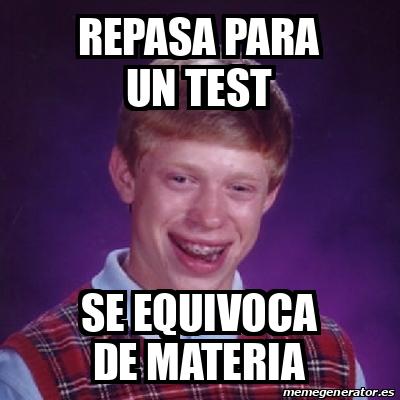 REPASA PARA
UN TEST
SE EQUIVOCA
DE MATERIA
memegenerator.es